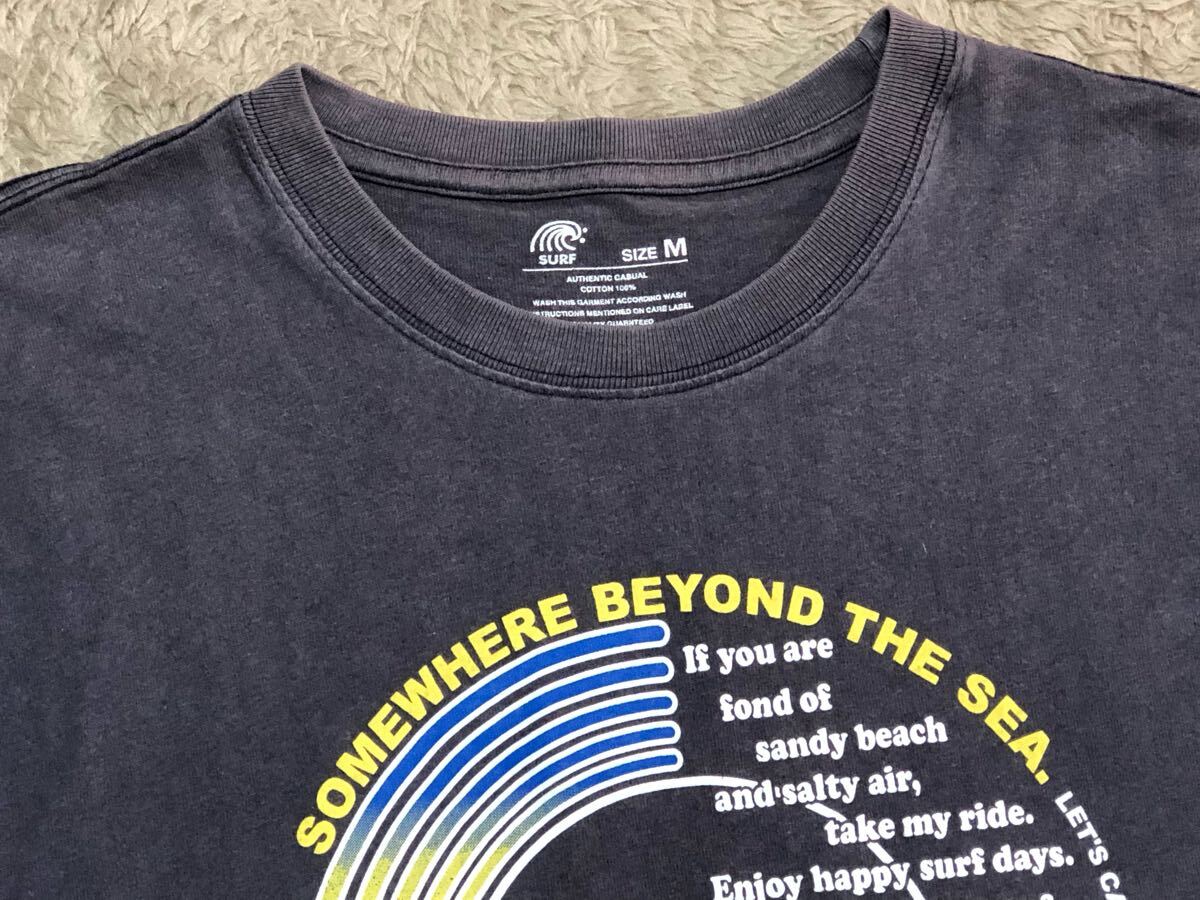 SURF
SIZE M
AUTHENTIC CASUAL
COTTON 100%
WASH THIS GARMENT ACCORDING WASH
MENTIONED ON CARE LABEL
SOMEWHERE BEYOND THE SEA.
If you are
fond of
sandy beach
and salty air,
take my ride.
Enjoy happy surf days.
LET'S